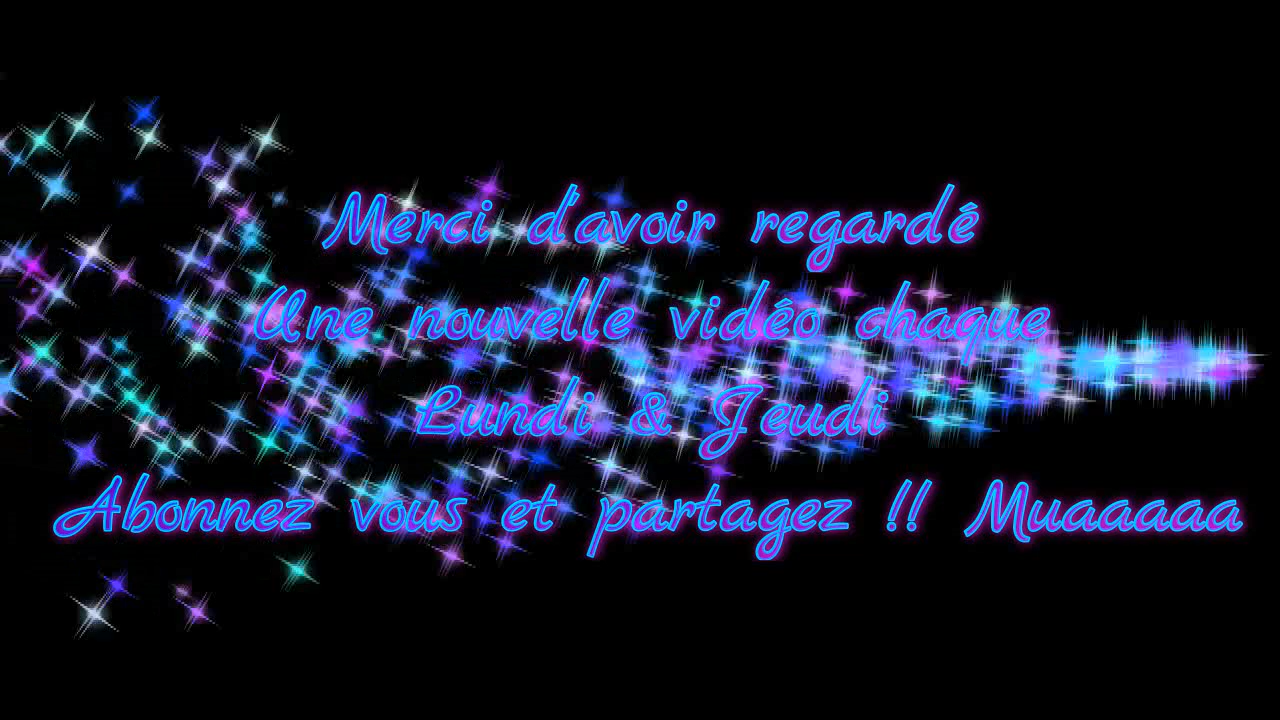 Merci d'avoir regardé
Une nouvelle vidéo chaque
Lundi & Jeudi
Abonnez vous et partagez !! Muaaaaa